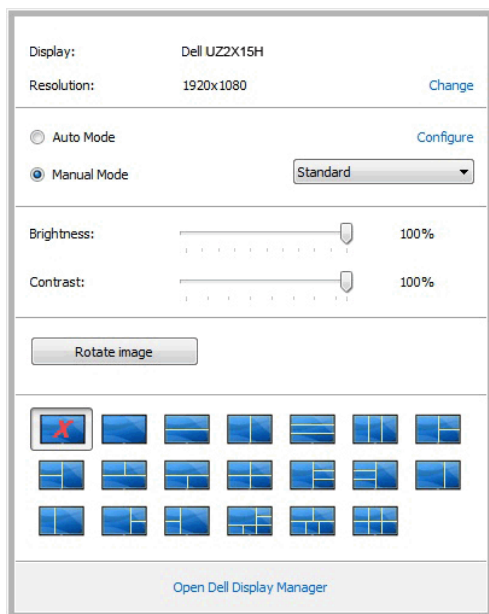 Display: Dell UZ2X15H
Resolution: 1920x1080 Change
Auto Mode Configure
Manual Mode Standard
Brightness: 100%
Contrast: 100%
Rotate image
X
Open Dell Display Manager